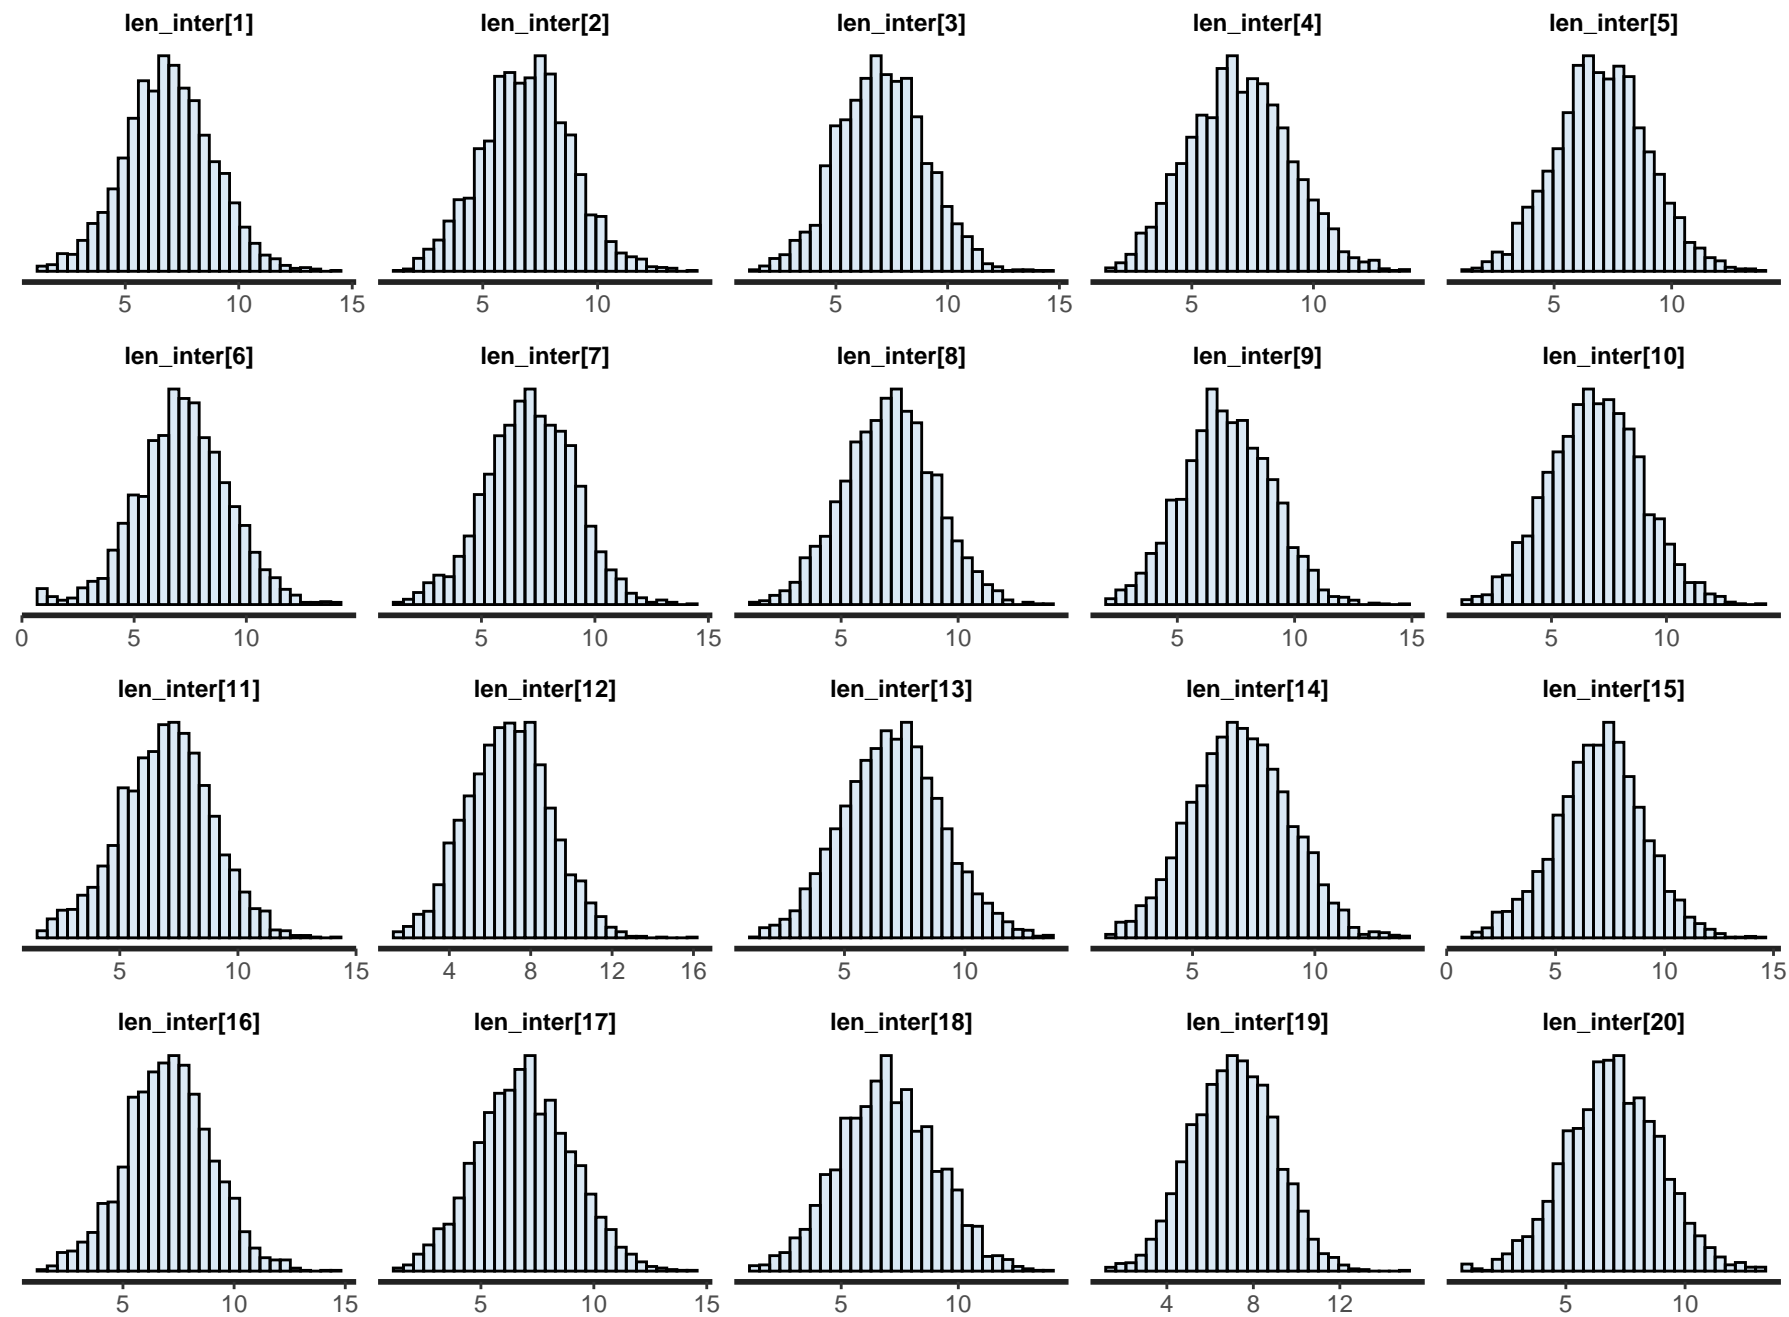 len_inter[1] len_inter[2] len_inter[3] len_inter[4] len_inter[5]
5 10 15 5 10 5 10 15 5 10 5 10
len_inter[6] len_inter[7] len_inter[8] len_inter[9] len_inter[10]
0 5 10 5 10 15 5 10 5 10 15 5 10
len_inter[11] len_inter[12] len_inter[13] len_inter[14] len_inter[15]
5 10 15 4 8 12 16 5 10 5 10 0 5 10 15
len_inter[16] len_inter[17] len_inter[18] len_inter[19] len_inter[20]
5 10 15 5 10 15 5 10 4 8 12 5 10